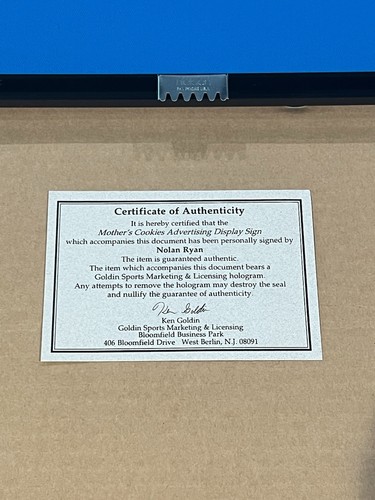 Certificate of Authenticity
It is hereby certified that the
Mother's Cookies Advertising Display Sign
which accompanies this document has been personally signed by
Nolan Ryan
The item is guaranteed authentic.
The item which accompanies this document bears a
Goldin Sports Marketing & Licensing hologram.
Any attempts to remove the hologram may destroy the seal
and nullify the guarantee of authenticity.
Ken Goldin
Ken Goldin
Goldin Sports Marketing & Licensing
Bloomfield Business Park
406 Bloomfield Drive West Berlin, N.J. 08091